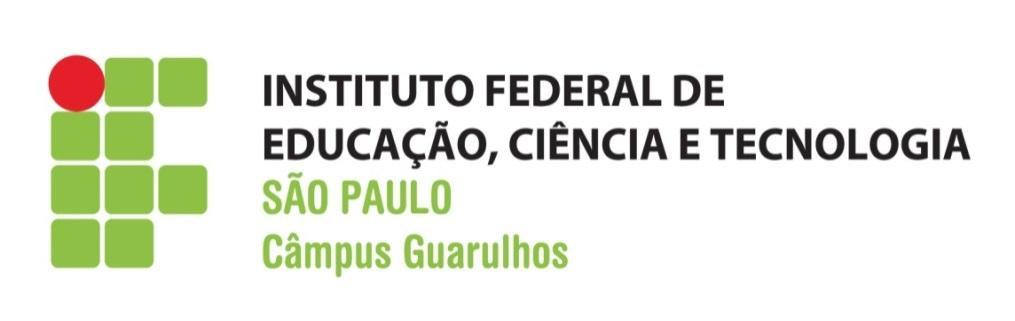 INSTITUTO FEDERAL DE
EDUCAÇÃO, CIÊNCIA E TECNOLOGIA
SÃO PAULO
Câmpus Guarulhos